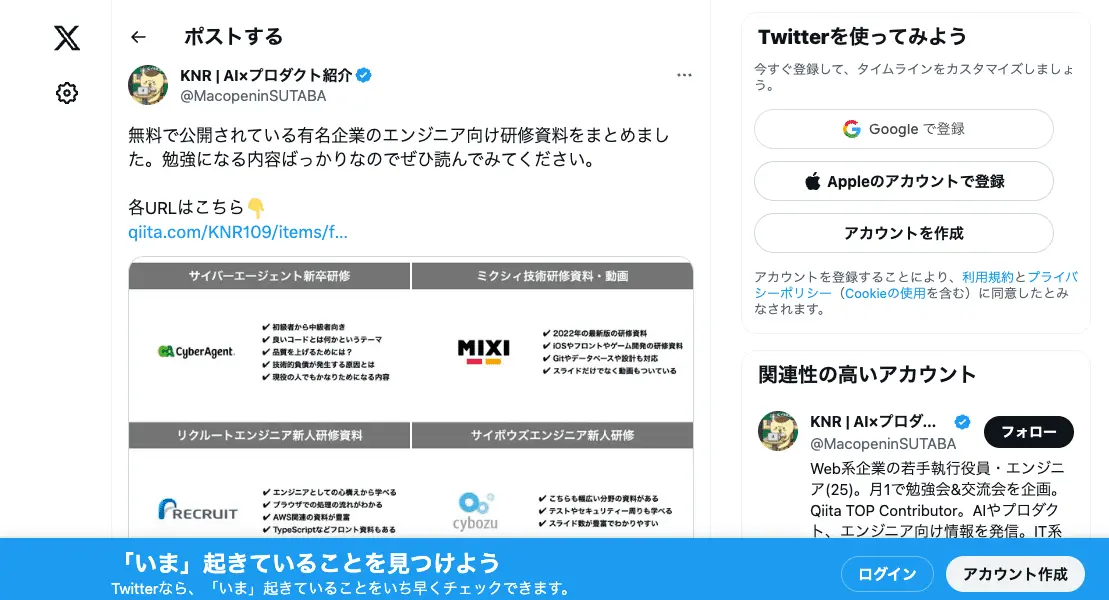 ポストする
KNR | AI×プロダクト紹介
@MacopeninSUTABA
無料で公開されている有名企業のエンジニア向け研修資料をまとめまし
た。勉強になる内容ばっかりなのでぜひ読んでみてください。
各URLはこちら👇
qiita.com/KNR109/items/f...
サイバーエージェント新卒研修
CyberAgent.
✔ 初級者から中級者向き
✔ 良いコードとは何かというテーマ
✔ 品質を上げるためには？
✔ 技術的負債が発生する原因とは
✔ 現役の人でもかなりためになる内容
ミクシィ技術研修資料・動画
MIXI
✔ 2022年の最新版の研修資料
✔ iOSやフロントやゲーム開発の研修資料
✔ Gitやデータベースや設計も対応
✔ スライドだけでなく動画もついている
リクルートエンジニア新人研修資料
RECRUIT
✔ エンジニアとしての心構えから学べる
✔ ブラウザでの処理の流れがわかる
✔ AWS関連の資料が豊富
✔ TypeScriptなどフロント資料もある
サイボウズエンジニア新人研修
cybozu
✔ こちらも幅広い分野の資料がある
✔ テストやセキュリティー周りも学べる
✔ スライド数が豊富でわかりやすい
Twitterを使ってみよう
今すぐ登録して、タイムラインをカスタマイズしましょ
う。
Google で登録
Appleのアカウントで登録
アカウントを作成
アカウントを登録することにより、利用規約とプライバ
シーポリシー（Cookieの使用を含む）に同意したとみ
なされます。
関連性の高いアカウント
KNR | AI×プロダ...
@MacopeninSUTABA
フォロー
Web系企業の若手執行役員・エンジニ
ア(25)。月1で勉強会&交流会を企画。
Qiita TOP Contributor。AIやプロダク
ト、エンジニア向け情報を発信。IT系
「いま」起きていることを見つけよう
Twitterなら、「いま」起きていることをいち早くチェックできます。
ログイン
アカウント作成